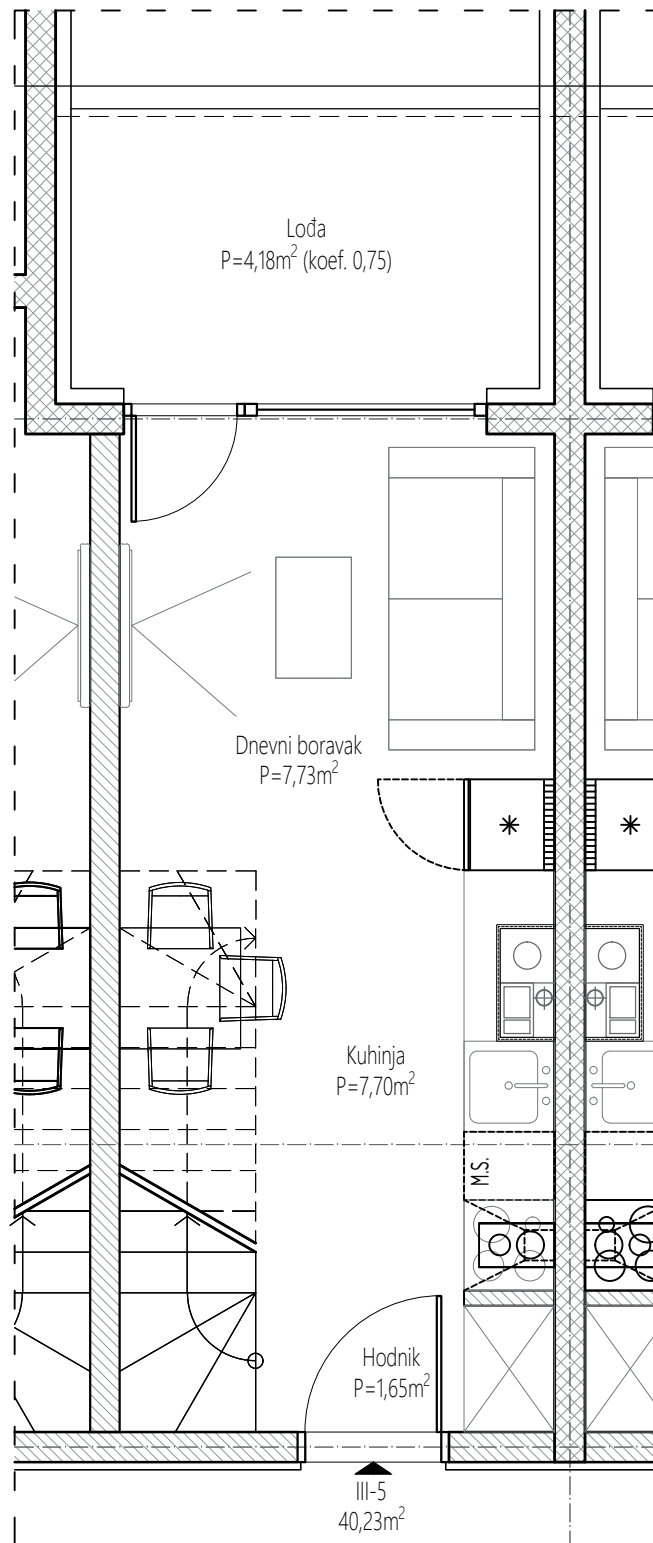 Lođa
P=4,18m² (koef. 0,75)
Dnevni boravak
P=7,73m²
Kuhinja
P=7,70m²
M.S.
Hodnik
P=1,65m²
III-5
40,23m²